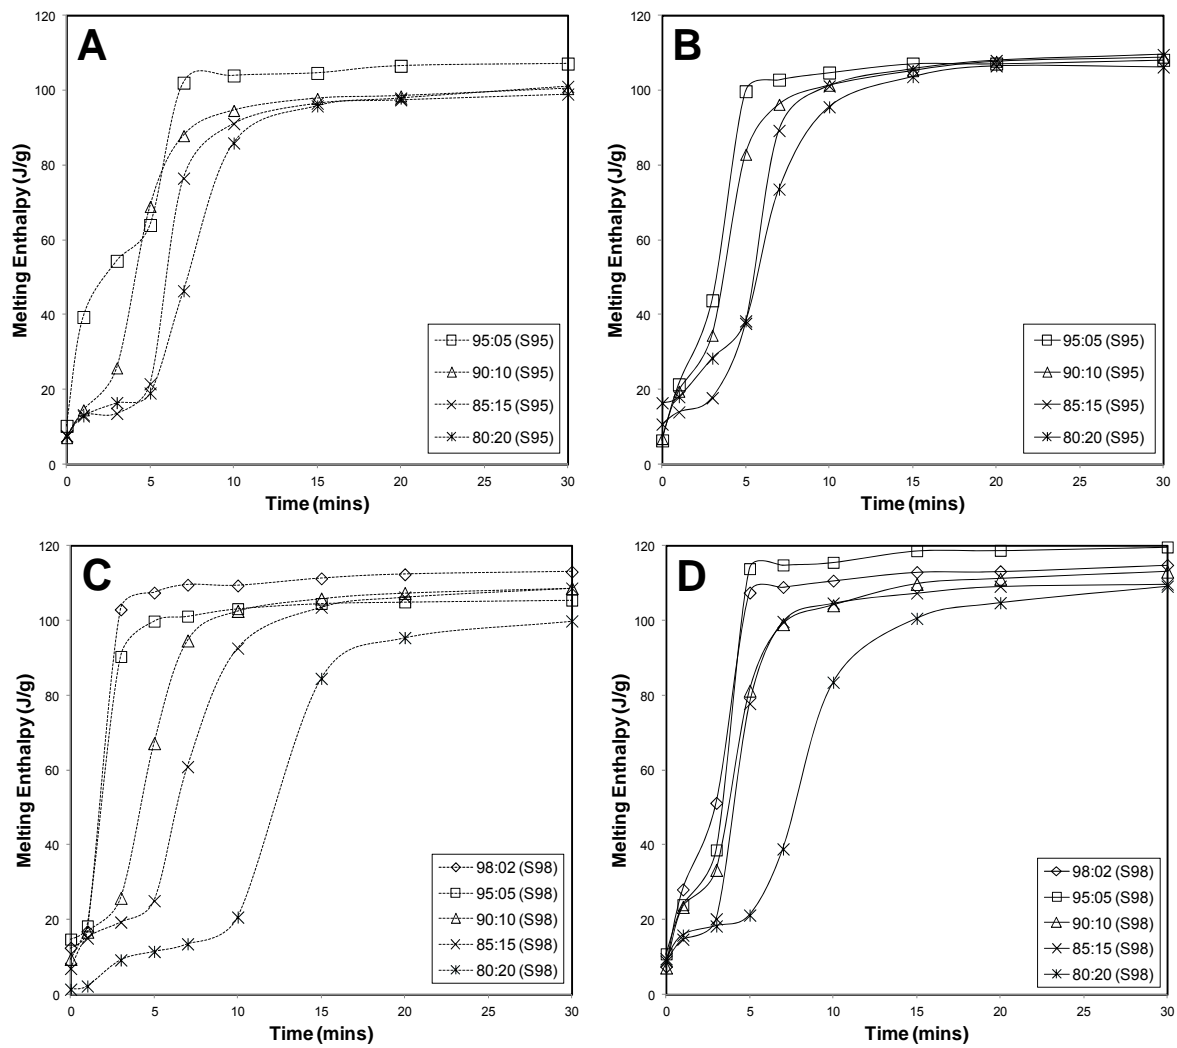 A
Melting Enthalpy (J/g)
120
100
80
60
40
20
0
95:05 (S95)
90:10 (S95)
85:15 (S95)
80:20 (S95)
0 5 10 15 20 25 30
Time (mins)
B
Melting Enthalpy (J/g)
120
100
80
60
40
20
0
95:05 (S95)
90:10 (S95)
85:15 (S95)
80:20 (S95)
0 5 10 15 20 25 30
Time (mins)
C
Melting Enthalpy (J/g)
120
100
80
60
40
20
0
98:02 (S98)
95:05 (S98)
90:10 (S98)
85:15 (S98)
80:20 (S98)
0 5 10 15 20 25 30
Time (mins)
D
Melting Enthalpy (J/g)
120
100
80
60
40
20
0
98:02 (S98)
95:05 (S98)
90:10 (S98)
85:15 (S98)
80:20 (S98)
0 5 10 15 20 25 30
Time (mins)